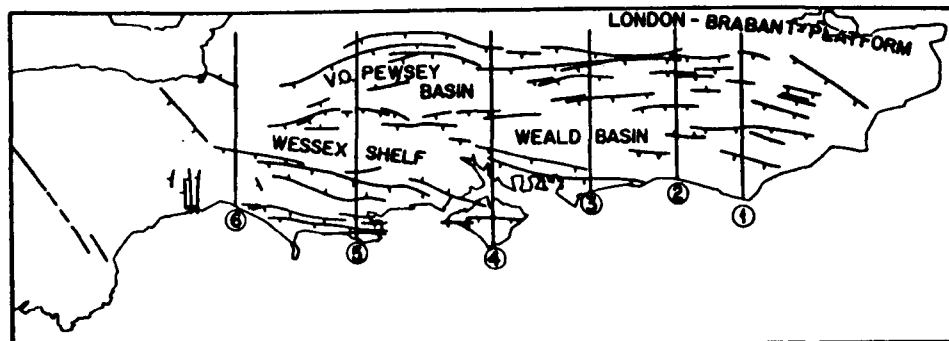 LONDON - BRABANT - PLATFORM
V.O. PEWSEY
BASIN
WESSEX SHELF
WEALD BASIN
6
5
4
3
2
1